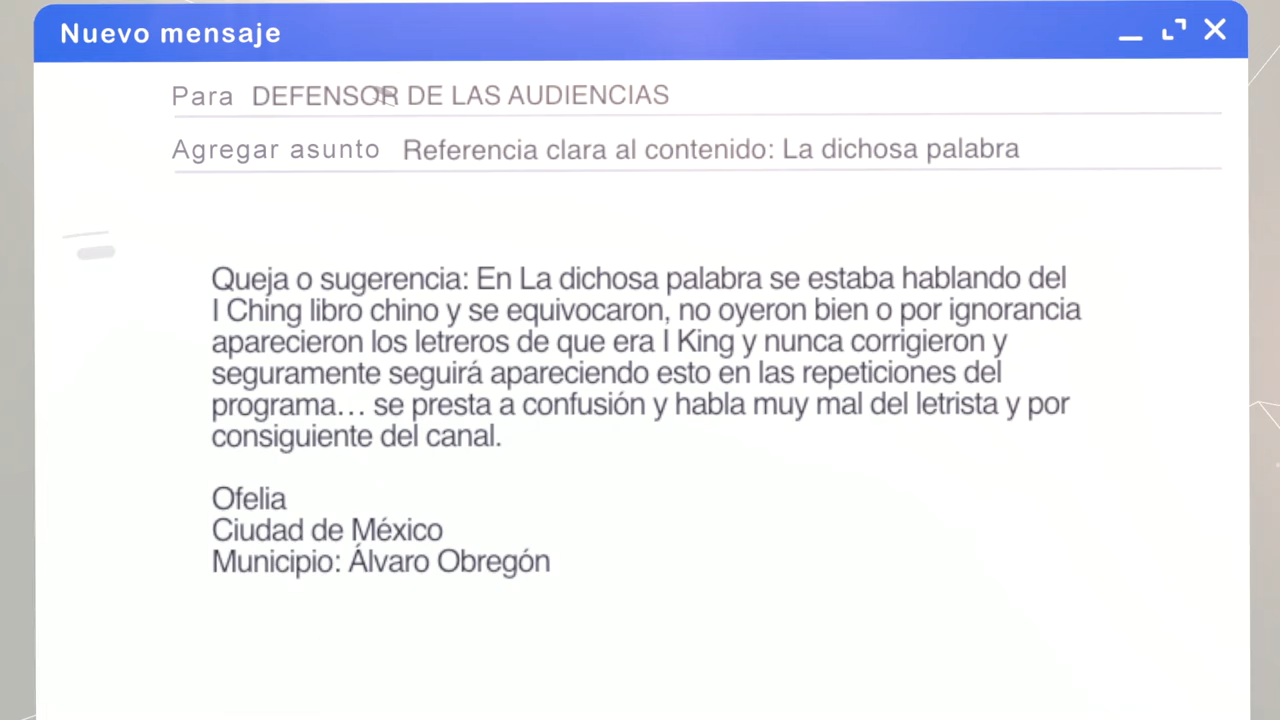 Nuevo mensaje
Para DEFENSOR DE LAS AUDIENCIAS
Agregar asunto Referencia clara al contenido: La dichosa palabra
Queja o sugerencia: En La dichosa palabra se estaba hablando del
I Ching libro chino y se equivocaron, no oyeron bien o por ignorancia
aparecieron los letreros de que era I King y nunca corrigieron y
seguramente seguirá apareciendo esto en las repeticiones del
programa... se presta a confusión y habla muy mal del letrista y por
consiguiente del canal.
Ofelia
Ciudad de México
Municipio: Álvaro Obregón